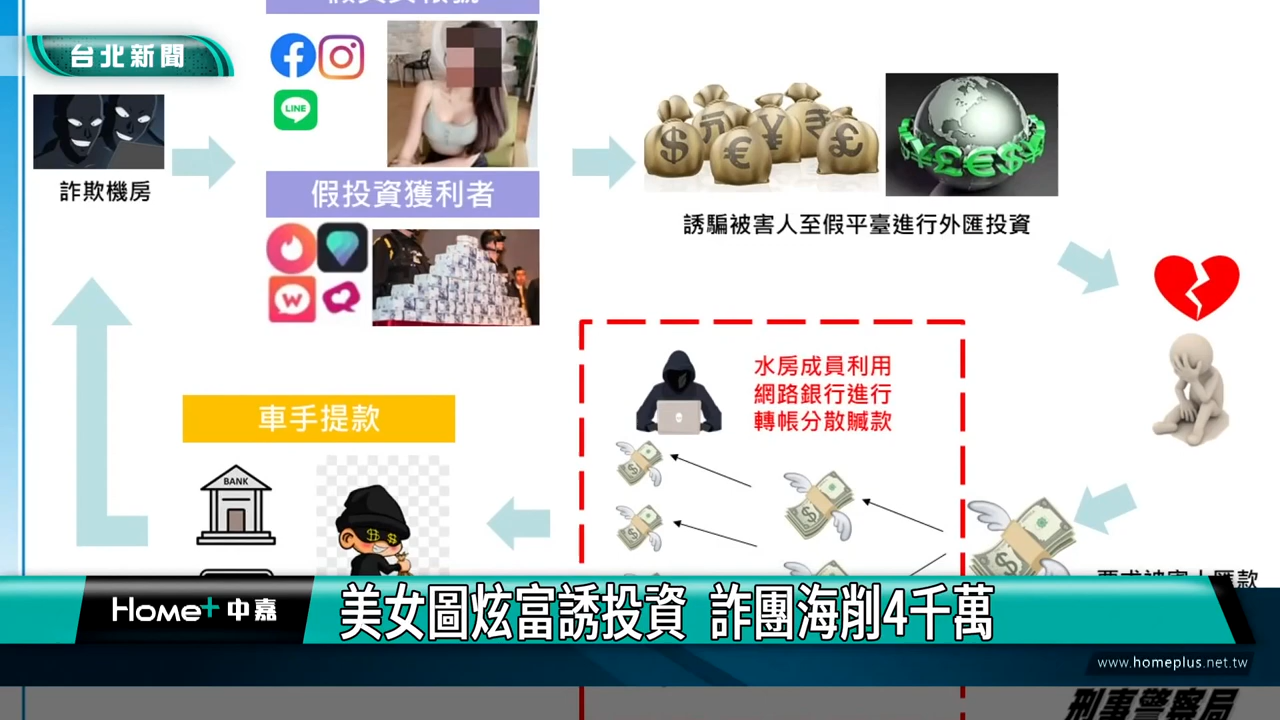 台北新聞
LINE
詐欺機房
假投資獲利者
誘騙被害人至假平臺進行外匯投資
水房成員利用
網路銀行進行
轉帳分散贓款
車手提款
BANK
Home+中嘉
美女圖炫富誘投資 詐團海削4千萬
www.homeplus.net.tw
刑事警察局